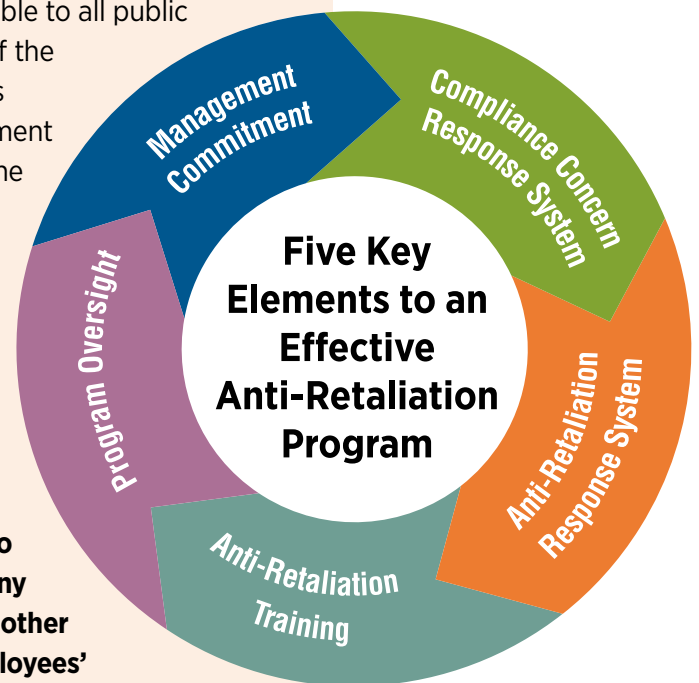 ble to all public
f the
s
ment
ne
o
ny
other
loyees’
Five Key
Elements to an
Effective
Anti-Retaliation
Program
Management
Commitment
Compliance Concern
Response System
Anti-Retaliation
Response System
Anti-Retaliation
Training
Program Oversight